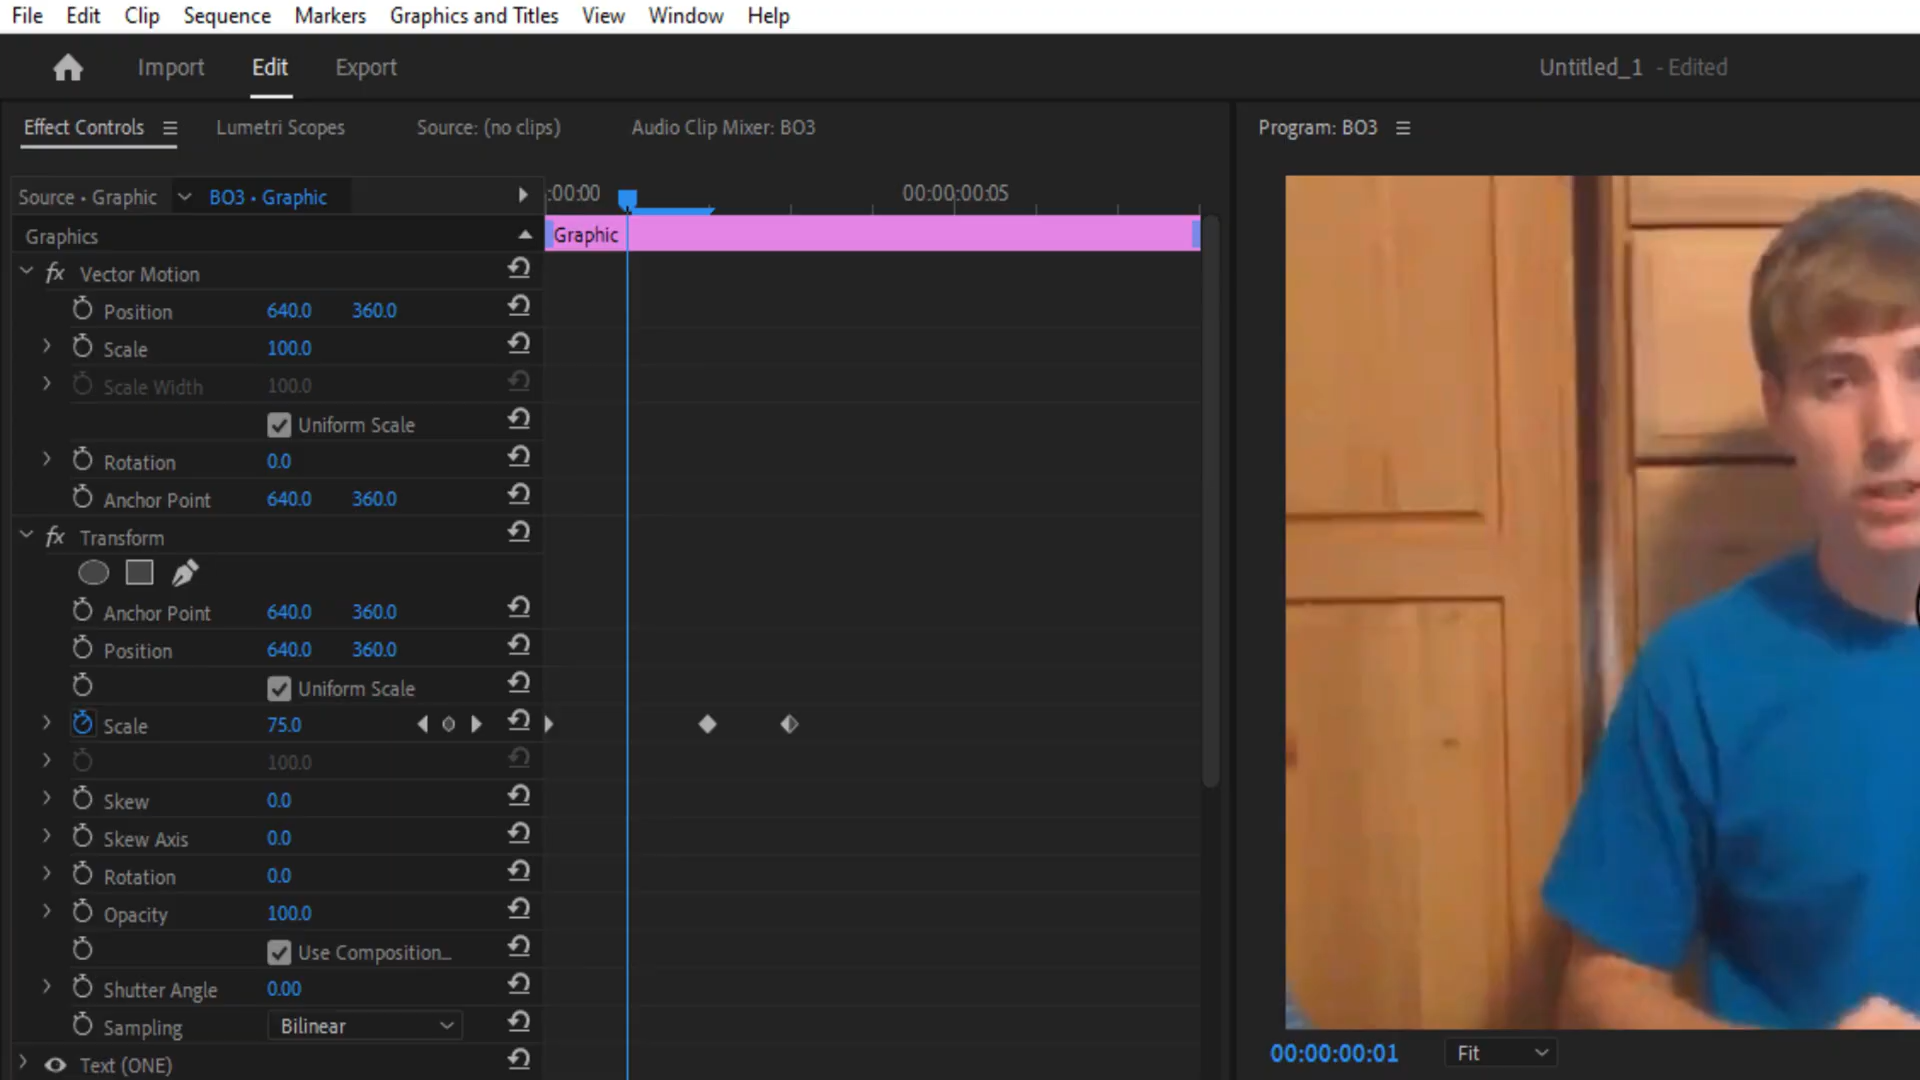 File Edit Clip Sequence Markers Graphics and Titles View Window Help
Import Edit Export Untitled_1 - Edited
Effect Controls Lumetri Scopes Source: (no clips) Audio Clip Mixer: BO3 Program: BO3
Source • Graphic BO3 • Graphic :00:00 00:00:00:05
Graphics Graphic
fx Vector Motion
Position 640.0 360.0
Scale 100.0
Scale Width 100.0
Uniform Scale
Rotation 0.0
Anchor Point 640.0 360.0
fx Transform
Anchor Point 640.0 360.0
Position 640.0 360.0
Uniform Scale
Scale 75.0
100.0
Skew 0.0
Skew Axis 0.0
Rotation 0.0
Opacity 100.0
Use Composition...
Shutter Angle 0.00
Sampling Bilinear
Text (ONE)
00:00:00:01 Fit